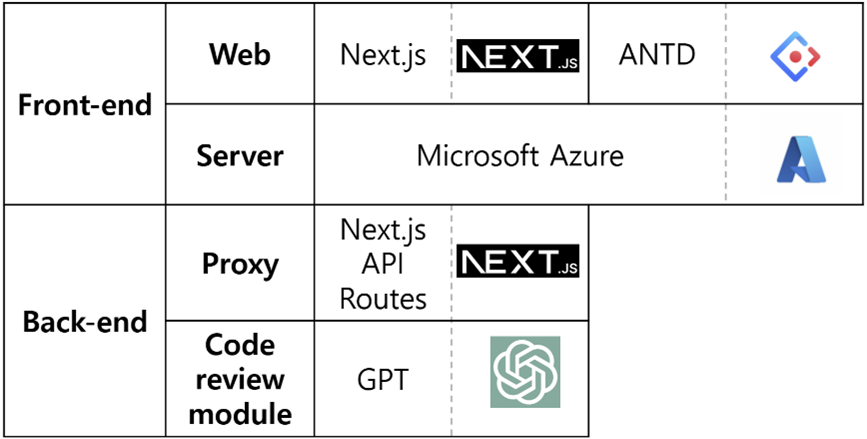 Front-end
Web
Next.js
NEXT.JS
ANTD
Server
Microsoft Azure
Back-end
Proxy
Next.js
API
Routes
NEXT.JS
Code
review
module
GPT